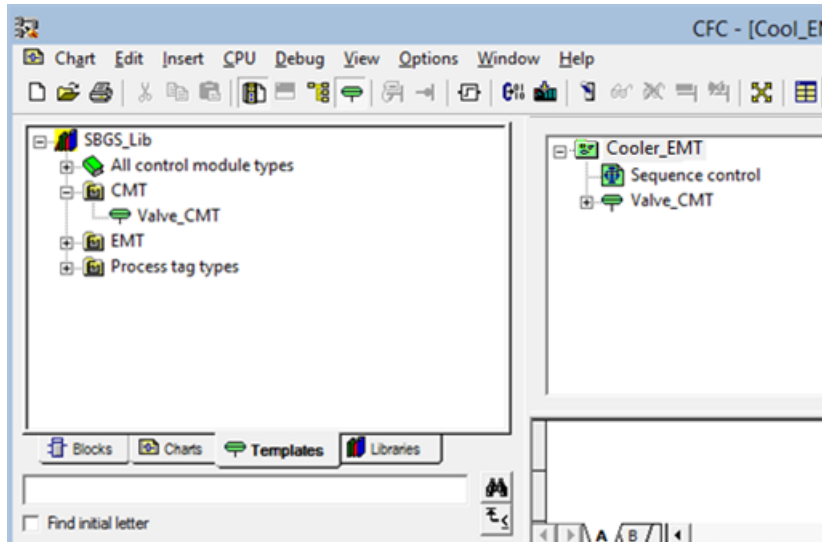 CFC - [Cool_EM
Chart Edit Insert CPU Debug View Options Window Help
SBGS_Lib
All control module types
CMT
Valve_CMT
EMT
Process tag types
Blocks Charts Templates Libraries
Find initial letter
Cooler_EMT
Sequence control
Valve_CMT
A B